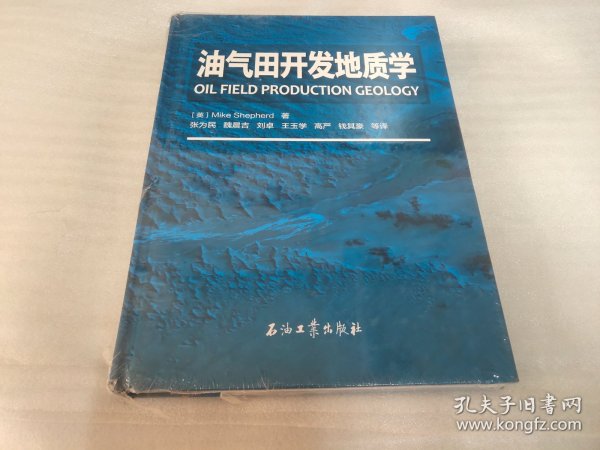 油气田开发地质学
OIL FIELD PRODUCTION GEOLOGY
[英] Mike Shepherd 著
张为民 魏晨吉 刘卓 王玉学 高严 钱其豪 等译
石油工业出版社
孔夫子旧书网
www.kongfz.com